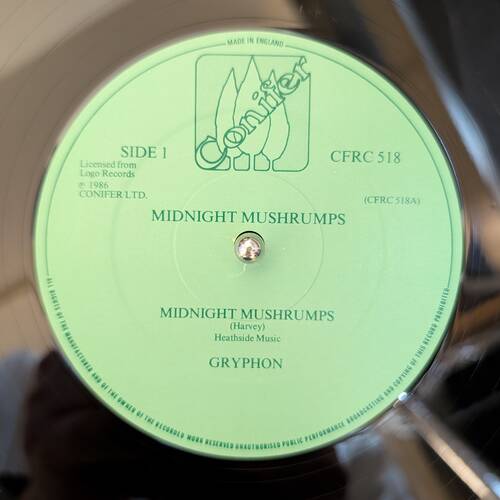 MADE IN ENGLAND
Conifer
SIDE 1
CFRC 518
Licensed from
Logo Records
℗ 1986
CONIFER LTD.
(CFRC 518A)
MIDNIGHT MUSHRUMPS
MIDNIGHT MUSHRUMPS
(Harvey)
Heathside Music
GRYPHON
ALL RIGHTS OF THE MANUFACTURER AND OF THE OWNER OF THE RECORDED WORK RESERVED UNAUTHORISED PUBLIC PERFORMANCE BROADCASTING AND COPYING OF THIS RECORD PROHIBITED